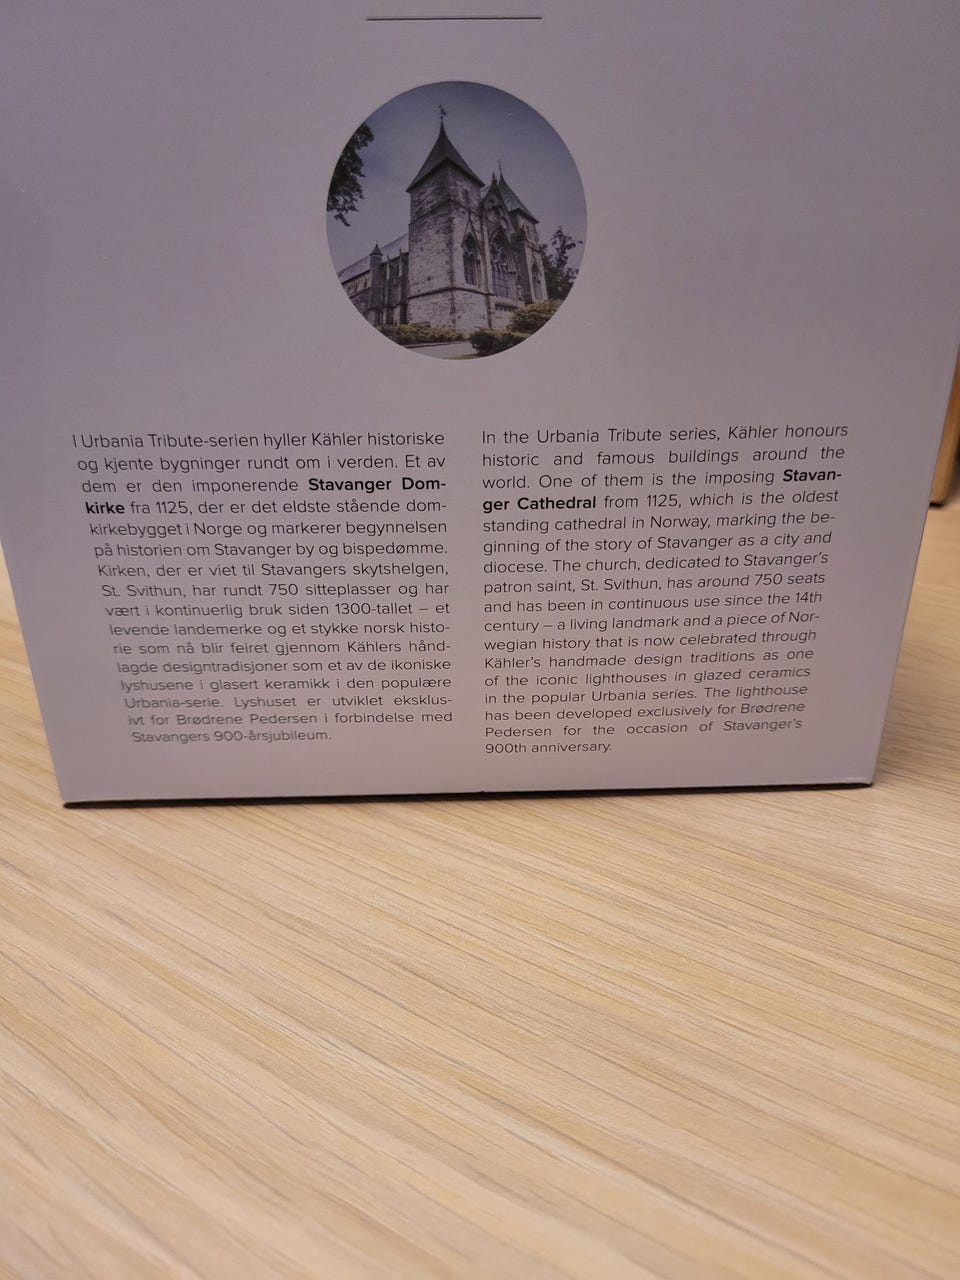 I Urbania Tribute-serien hyller Kähler historiske
og kjente bygninger rundt om i verden. Et av
dem er den imponerende Stavanger Dom-
kirke fra 1125, der er det eldste stående dom-
kirkebygget i Norge og markerer begynnelsen
på historien om Stavanger by og bispedømme.
Kirken, der er viet til Stavangers skytshelgen,
St. Svithun, har rundt 750 sitteplasser og har
vært i kontinuerlig bruk siden 1300-tallet – et
levende landemerke og et stykke norsk histo-
rie som nå blir feiret gjennom Kählers hånd-
lagde designtradisjoner som et av de ikoniske
lyshusene i glasert keramikk i den populære
Urbania-serie. Lyshuset er utviklet eksklus-
ivt for Brødrene Pedersen i forbindelse med
Stavangers 900-årsjubileum.
In the Urbania Tribute series, Kähler honours
historic and famous buildings around the
world. One of them is the imposing Stavan-
ger Cathedral from 1125, which is the oldest
standing cathedral in Norway, marking the be-
ginning of the story of Stavanger as a city and
diocese. The church, dedicated to Stavanger's
patron saint, St. Svithun, has around 750 seats
and has been in continuous use since the 14th
century – a living landmark and a piece of Nor-
wegian history that is now celebrated through
Kähler's handmade design traditions as one
of the iconic lighthouses in glazed ceramics
in the popular Urbania series. The lighthouse
has been developed exclusively for Brødrene
Pedersen for the occasion of Stavanger's
900th anniversary.